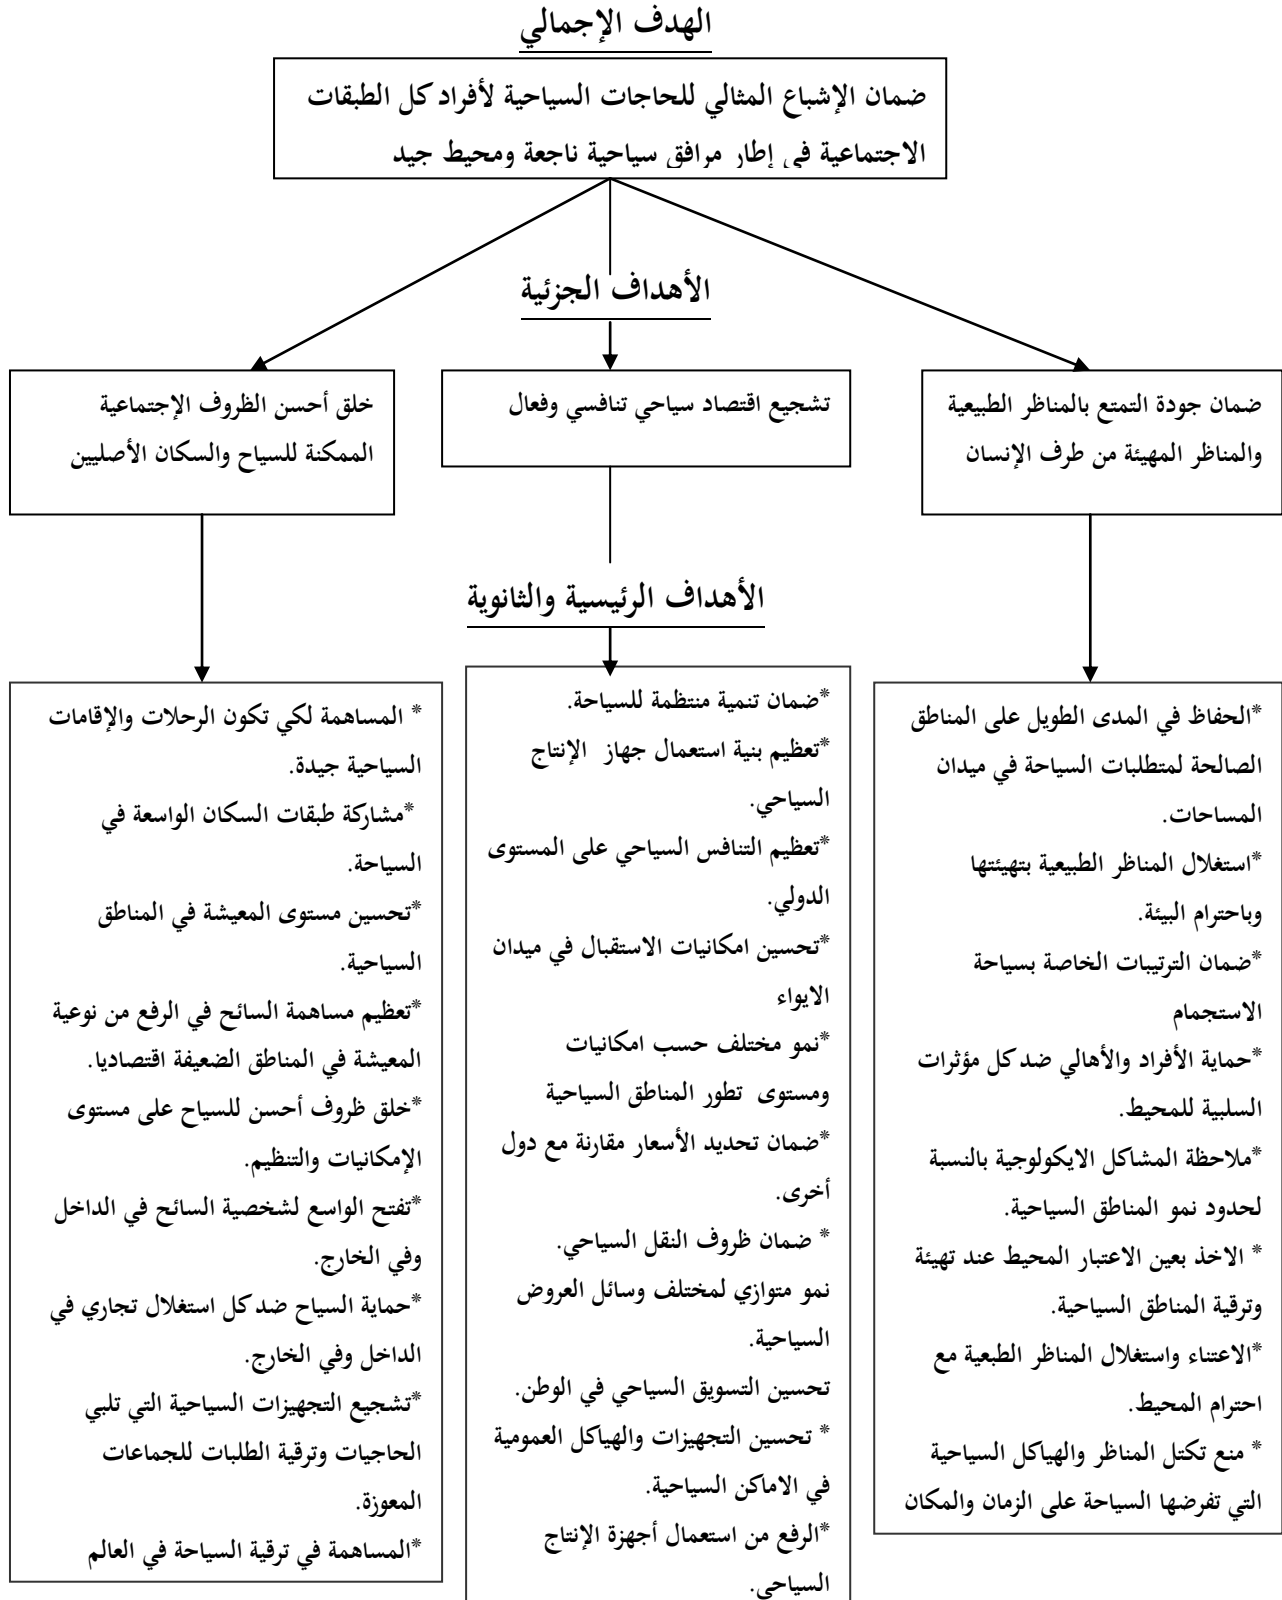 الهدف الإجمالي
ضمان الإشباع المثالي للحاجات السياحية لأفراد كل الطبقات
الاجتماعية في إطار مرافق سياحية ناجعة ومحيط جيد
الأهداف الجزئية
ضمان جودة التمتع بالمناظر الطبيعية
والمناظر المهيئة من طرف الإنسان
تشجيع اقتصاد سياحي تنافسي وفعال
خلق أحسن الظروف الإجتماعية
الممكنة للسياح والسكان الأصليين
الأهداف الرئيسية والثانوية
*الحفاظ في المدى الطويل على المناطق
الصالحة لمتطلبات السياحة في ميدان
المساحات.
*استغلال المناظر الطبيعية بتهيئتها
وباحترام البيئة.
*ضمان الترتيبات الخاصة بسياحة
الاستجمام
*حماية الأفراد والأهالي ضد كل مؤثرات
السلبية للمحيط.
*ملاحظة المشاكل الايكولوجية بالنسبة
لحدود نمو المناطق السياحية.
* الاخذ بعين الاعتبار المحيط عند تهيئة
وترقية المناطق السياحية.
*الاعتناء واستغلال المناظر الطبعية مع
احترام المحيط.
* منع تكتل المناظر والهياكل السياحية
التي تفرضها السياحة على الزمان والمكان
*ضمان تنمية منتظمة للسياحة.
*تعظيم بنية استعمال جهاز الإنتاج
السياحي.
*تعظيم التنافس السياحي على المستوى
الدولي.
*تحسين امكانيات الاستقبال في ميدان
الايواء
*نمو مختلف حسب امكانيات
ومستوى تطور المناطق السياحية
*ضمان تحديد الأسعار مقارنة مع دول
أخرى.
* ضمان ظروف النقل السياحي.
نمو متوازي لمختلف وسائل العروض
السياحية.
تحسين التسويق السياحي في الوطن.
* تحسين التجهيزات والهياكل العمومية
في الاماكن السياحية.
*الرفع من استعمال أجهزة الإنتاج
السياحي.
* المساهمة لكي تكون الرحلات والإقامات
السياحية جيدة.
*مشاركة طبقات السكان الواسعة في
السياحة.
*تحسين مستوى المعيشة في المناطق
السياحية.
*تعظيم مساهمة السائح في الرفع من نوعية
المعيشة في المناطق الضعيفة اقتصاديا.
*خلق ظروف أحسن للسياح على مستوى
الإمكانيات والتنظيم.
*تفتح الواسع لشخصية السائح في الداخل
وفي الخارج.
*حماية السياح ضد كل استغلال تجاري في
الداخل وفي الخارج.
*تشجيع التجهيزات السياحية التي تلبي
الحاجيات وترقية الطلبات للجماعات
المعوزة.
*المساهمة في ترقية السياحة في العالم